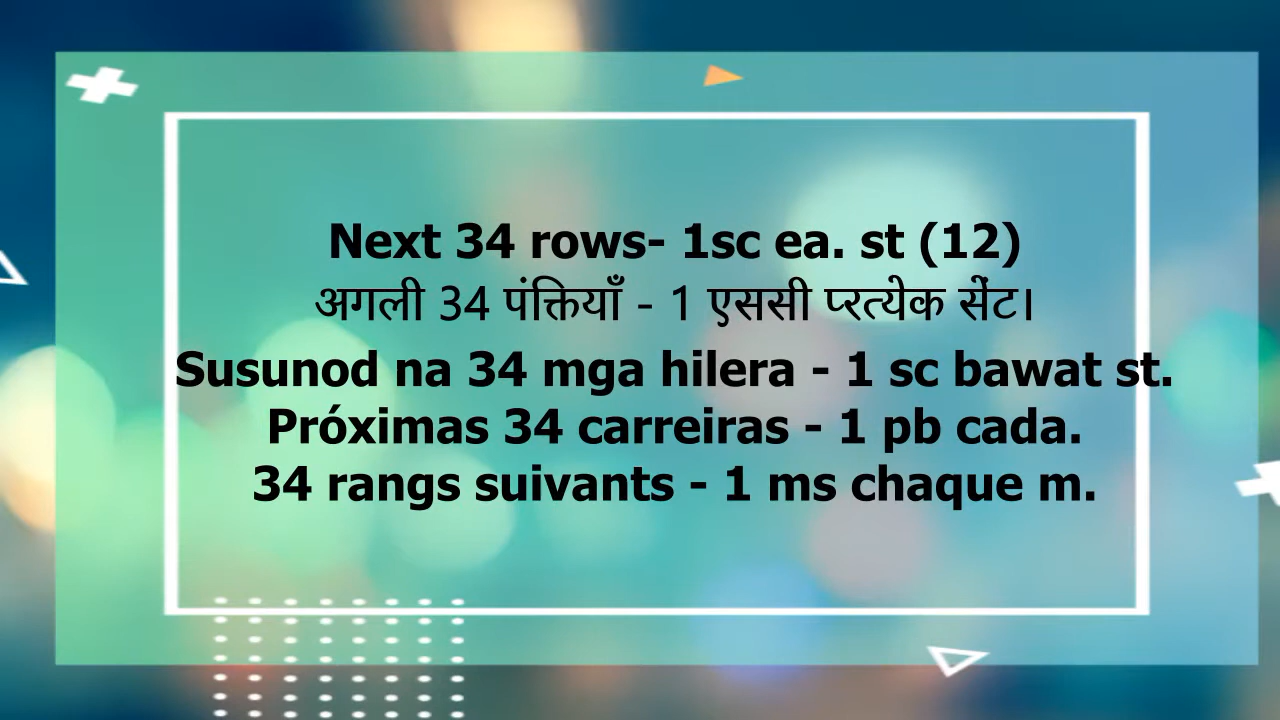 Next 34 rows- 1sc ea. st (12)
अगली 34 पंक्तियाँ - 1 एससी प्रत्येक सेंट।
Susunod na 34 mga hilera - 1 sc bawat st.
Próximas 34 carreiras - 1 pb cada.
34 rangs suivants - 1 ms chaque m.